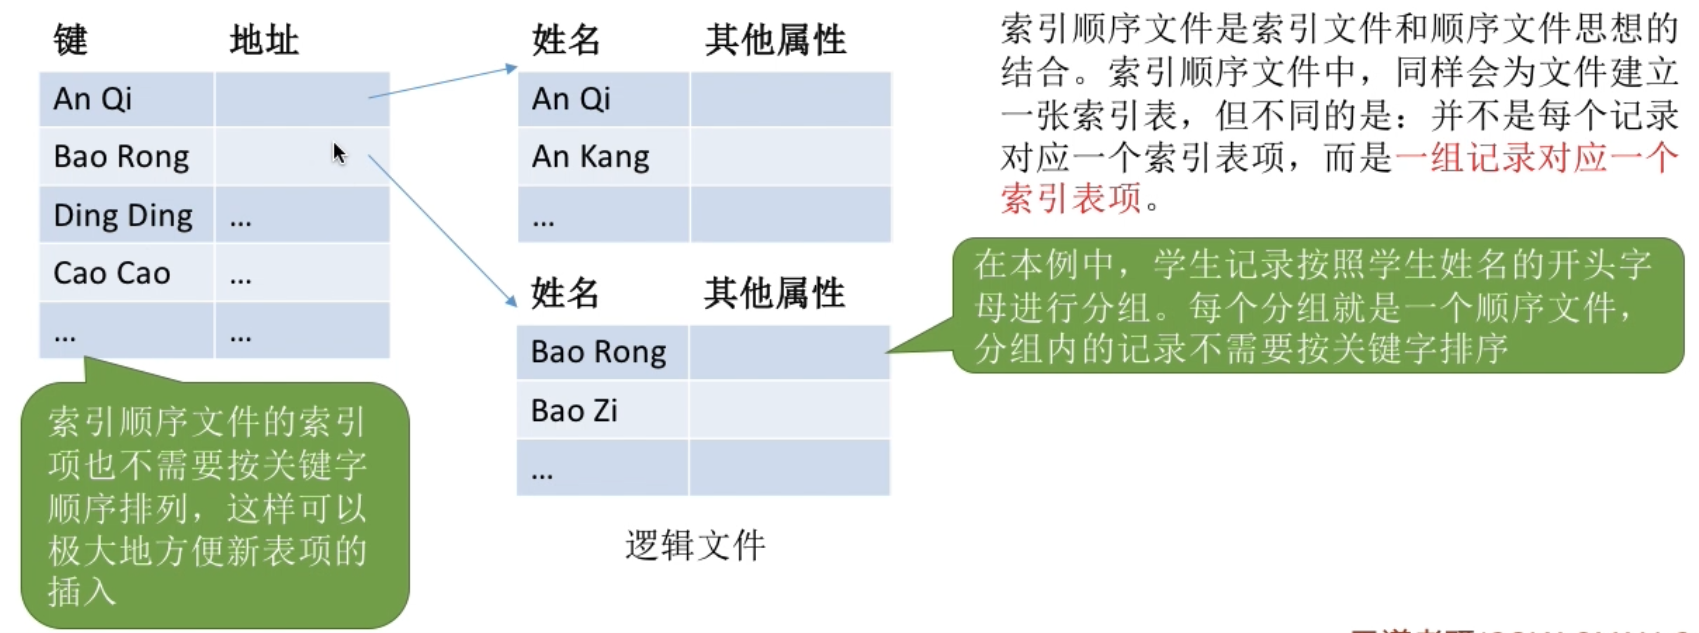 键 地址
An Qi
Bao Rong
Ding Ding ...
Cao Cao ...
... ...
索引顺序文件的索引
项也不需要按关键字
顺序排列，这样可以
极大地方便新表项的
插入
姓名 其他属性
An Qi
An Kang
...
姓名 其他属性
Bao Rong
Bao Zi
...
逻辑文件
索引顺序文件是索引文件和顺序文件思想的
结合。索引顺序文件中，同样会为文件建立
一张索引表，但不同的是：并不是每个记录
对应一个索引表项，而是一组记录对应一个
索引表项。
在本例中，学生记录按照学生姓名的开头字
母进行分组。每个分组就是一个顺序文件，
分组内的记录不需要按关键字排序